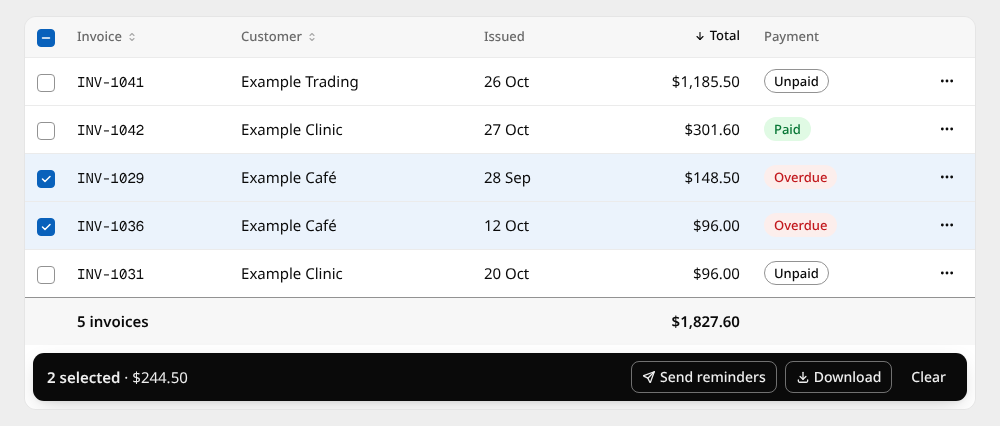 Invoice Customer Issued ↓ Total Payment
INV-1041 Example Trading 26 Oct $1,185.50 Unpaid
INV-1042 Example Clinic 27 Oct $301.60 Paid
INV-1029 Example Café 28 Sep $148.50 Overdue
INV-1036 Example Café 12 Oct $96.00 Overdue
INV-1031 Example Clinic 20 Oct $96.00 Unpaid
5 invoices $1,827.60
2 selected · $244.50 Send reminders Download Clear